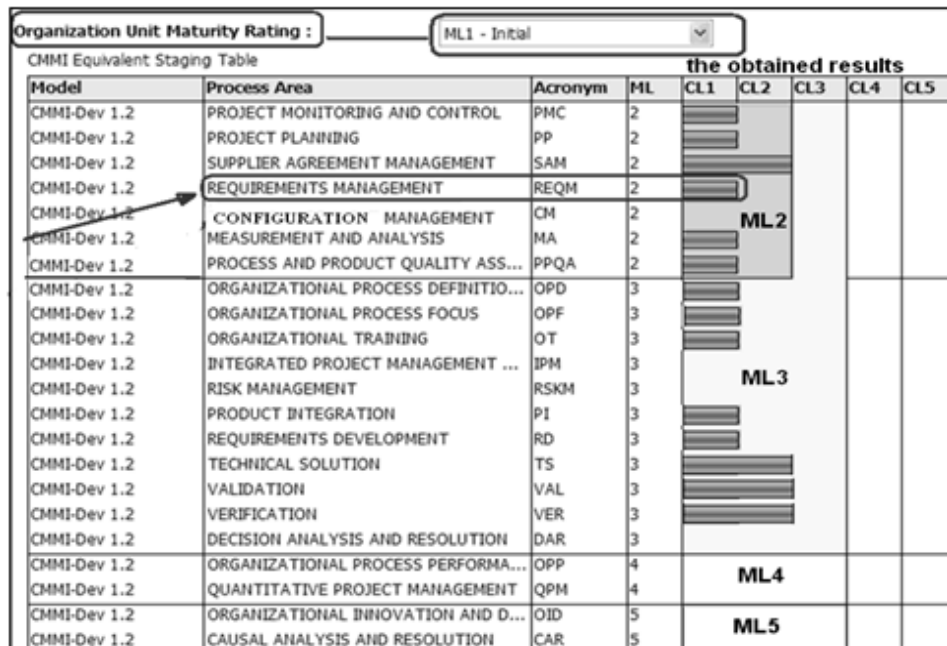 Organization Unit Maturity Rating : ML1 - Initial
CMMI Equivalent Staging Table the obtained results
Model Process Area Acronym ML CL1 CL2 CL3 CL4 CL5
CMMI-Dev 1.2 PROJECT MONITORING AND CONTROL PMC 2
CMMI-Dev 1.2 PROJECT PLANNING PP 2
CMMI-Dev 1.2 SUPPLIER AGREEMENT MANAGEMENT SAM 2
CMMI-Dev 1.2 REQUIREMENTS MANAGEMENT REQM 2
CMMI-Dev 1.2 CONFIGURATION MANAGEMENT CM 2 ML2
CMMI-Dev 1.2 MEASUREMENT AND ANALYSIS MA 2
CMMI-Dev 1.2 PROCESS AND PRODUCT QUALITY ASS... PPQA 2
CMMI-Dev 1.2 ORGANIZATIONAL PROCESS DEFINITIO... OPD 3
CMMI-Dev 1.2 ORGANIZATIONAL PROCESS FOCUS OPF 3
CMMI-Dev 1.2 ORGANIZATIONAL TRAINING OT 3
CMMI-Dev 1.2 INTEGRATED PROJECT MANAGEMENT ... IPM 3
ML3
CMMI-Dev 1.2 RISK MANAGEMENT RSKM 3
CMMI-Dev 1.2 PRODUCT INTEGRATION PI 3
CMMI-Dev 1.2 REQUIREMENTS DEVELOPMENT RD 3
CMMI-Dev 1.2 TECHNICAL SOLUTION TS 3
CMMI-Dev 1.2 VALIDATION VAL 3
CMMI-Dev 1.2 VERIFICATION VER 3
CMMI-Dev 1.2 DECISION ANALYSIS AND RESOLUTION DAR 3
CMMI-Dev 1.2 ORGANIZATIONAL PROCESS PERFORMA... OPP 4
ML4
CMMI-Dev 1.2 QUANTITATIVE PROJECT MANAGEMENT QPM 4
CMMI-Dev 1.2 ORGANIZATIONAL INNOVATION AND D... OID 5
ML5
CMMI-Dev 1.2 CAUSAL ANALYSIS AND RESOLUTION CAR 5